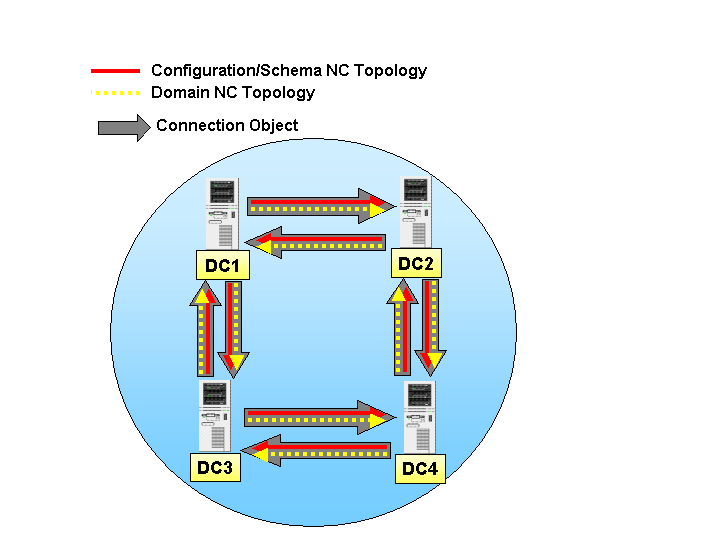 Configuration/Schema NC Topology
Domain NC Topology
Connection Object
DC1
DC2
DC3
DC4